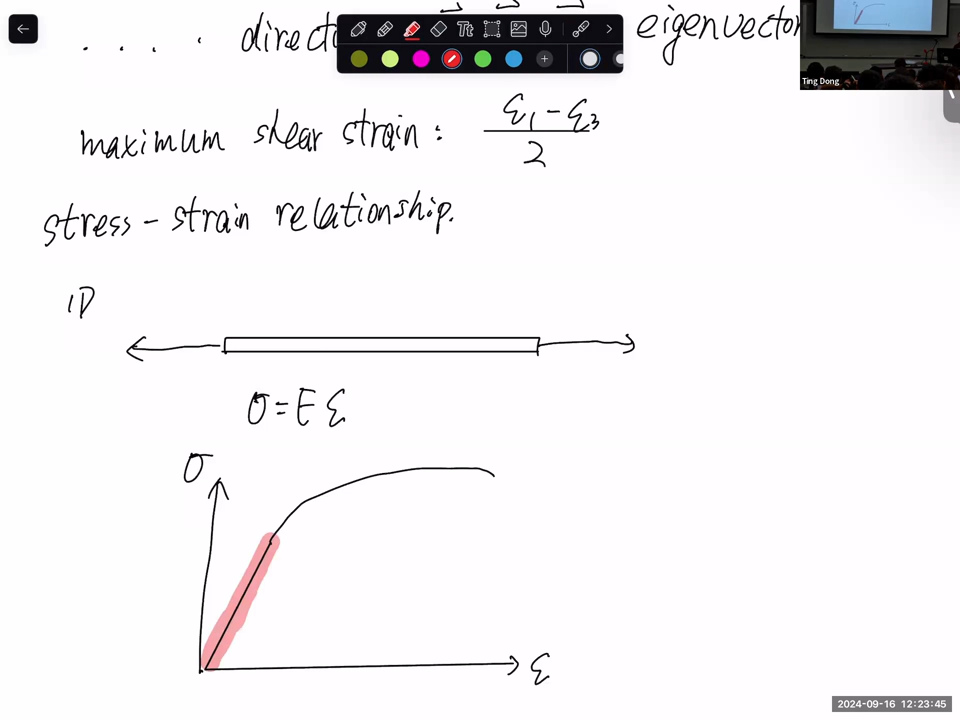 . . . . direct eigenvector
Tt
Ting Dong
maximum shear strain: ε₁ - ε₃ / 2
stress - strain relationship.
1D
σ = E ε
σ
ε
2024-09-16 12:23:45